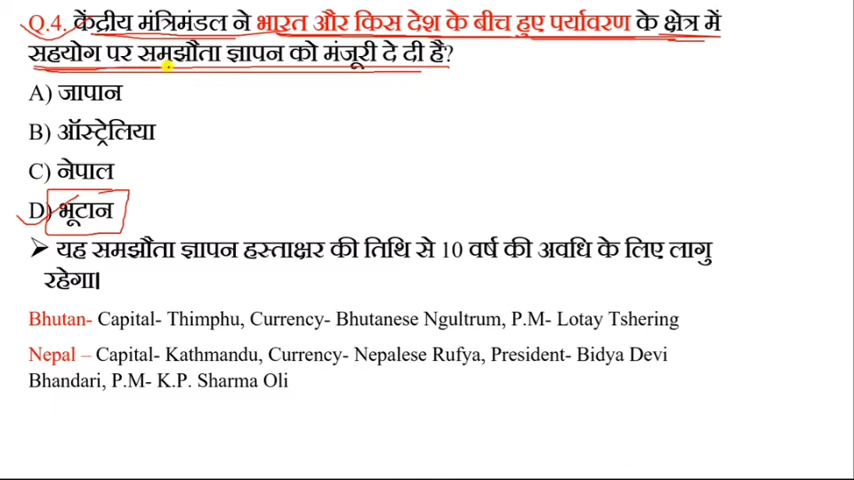 Q.4. केंद्रीय मंत्रिमंडल ने भारत और किस देश के बीच हुए पर्यावरण के क्षेत्र में
सहयोग पर समझौता ज्ञापन को मंजूरी दे दी है?
A) जापान
B) ऑस्ट्रेलिया
C) नेपाल
D) भूटान
➢ यह समझौता ज्ञापन हस्ताक्षर की तिथि से 10 वर्ष की अवधि के लिए लागु
रहेगा।
Bhutan- Capital- Thimphu, Currency- Bhutanese Ngultrum, P.M- Lotay Tshering
Nepal – Capital- Kathmandu, Currency- Nepalese Rufya, President- Bidya Devi
Bhandari, P.M- K.P. Sharma Oli